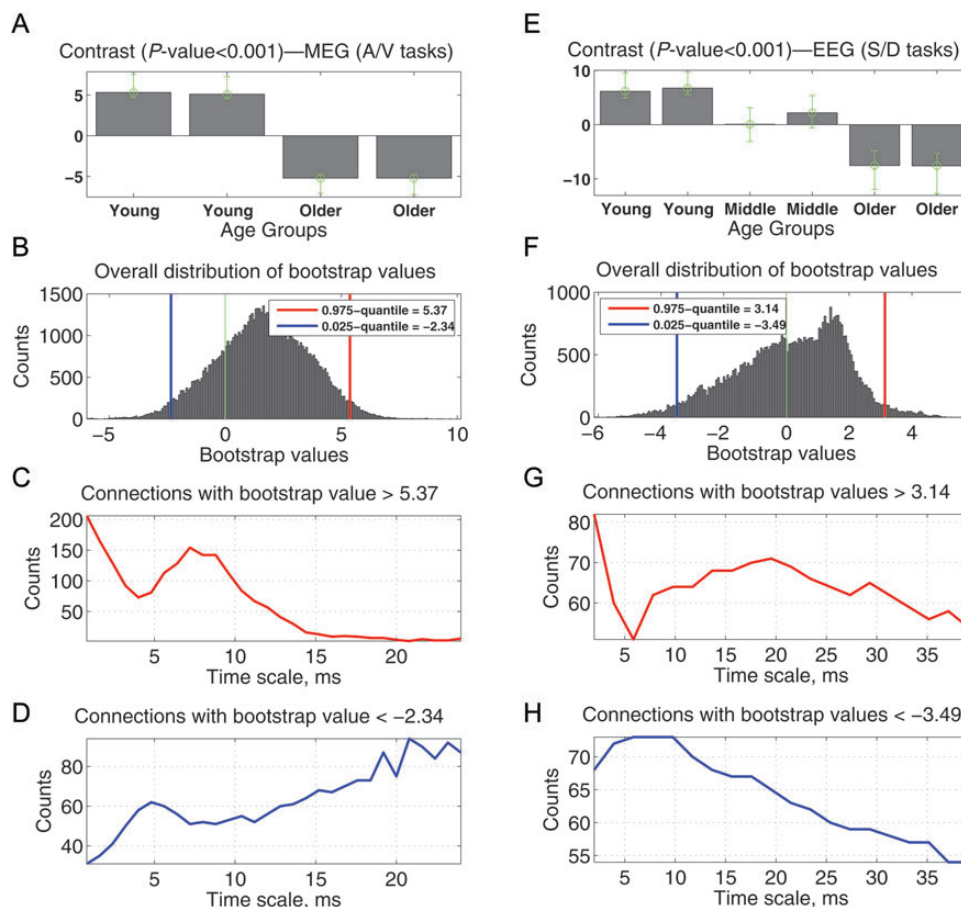 A
Contrast (P-value<0.001)—MEG (A/V tasks)
5
0
−5
Young Young Older Older
Age Groups
B
Overall distribution of bootstrap values
1500
1000
500
0
Counts
0.975−quantile = 5.37
0.025−quantile = −2.34
−5 0 5 10
Bootstrap values
C
Connections with bootstrap value > 5.37
200
150
100
50
Counts
5 10 15 20
Time scale, ms
D
Connections with bootstrap value < −2.34
80
60
40
Counts
5 10 15 20
Time scale, ms
E
Contrast (P-value<0.001)—EEG (S/D tasks)
10
0
−10
Young Young Middle Middle Older Older
Age Groups
F
Overall distribution of bootstrap values
1000
500
0
Counts
0.975−quantile = 3.14
0.025−quantile = −3.49
−6 −4 −2 0 2 4
Bootstrap values
G
Connections with bootstrap values > 3.14
80
70
60
Counts
5 10 15 20 25 30 35
Time scale, ms
H
Connections with bootstrap values < −3.49
70
65
60
55
Counts
5 10 15 20 25 30 35
Time scale, ms